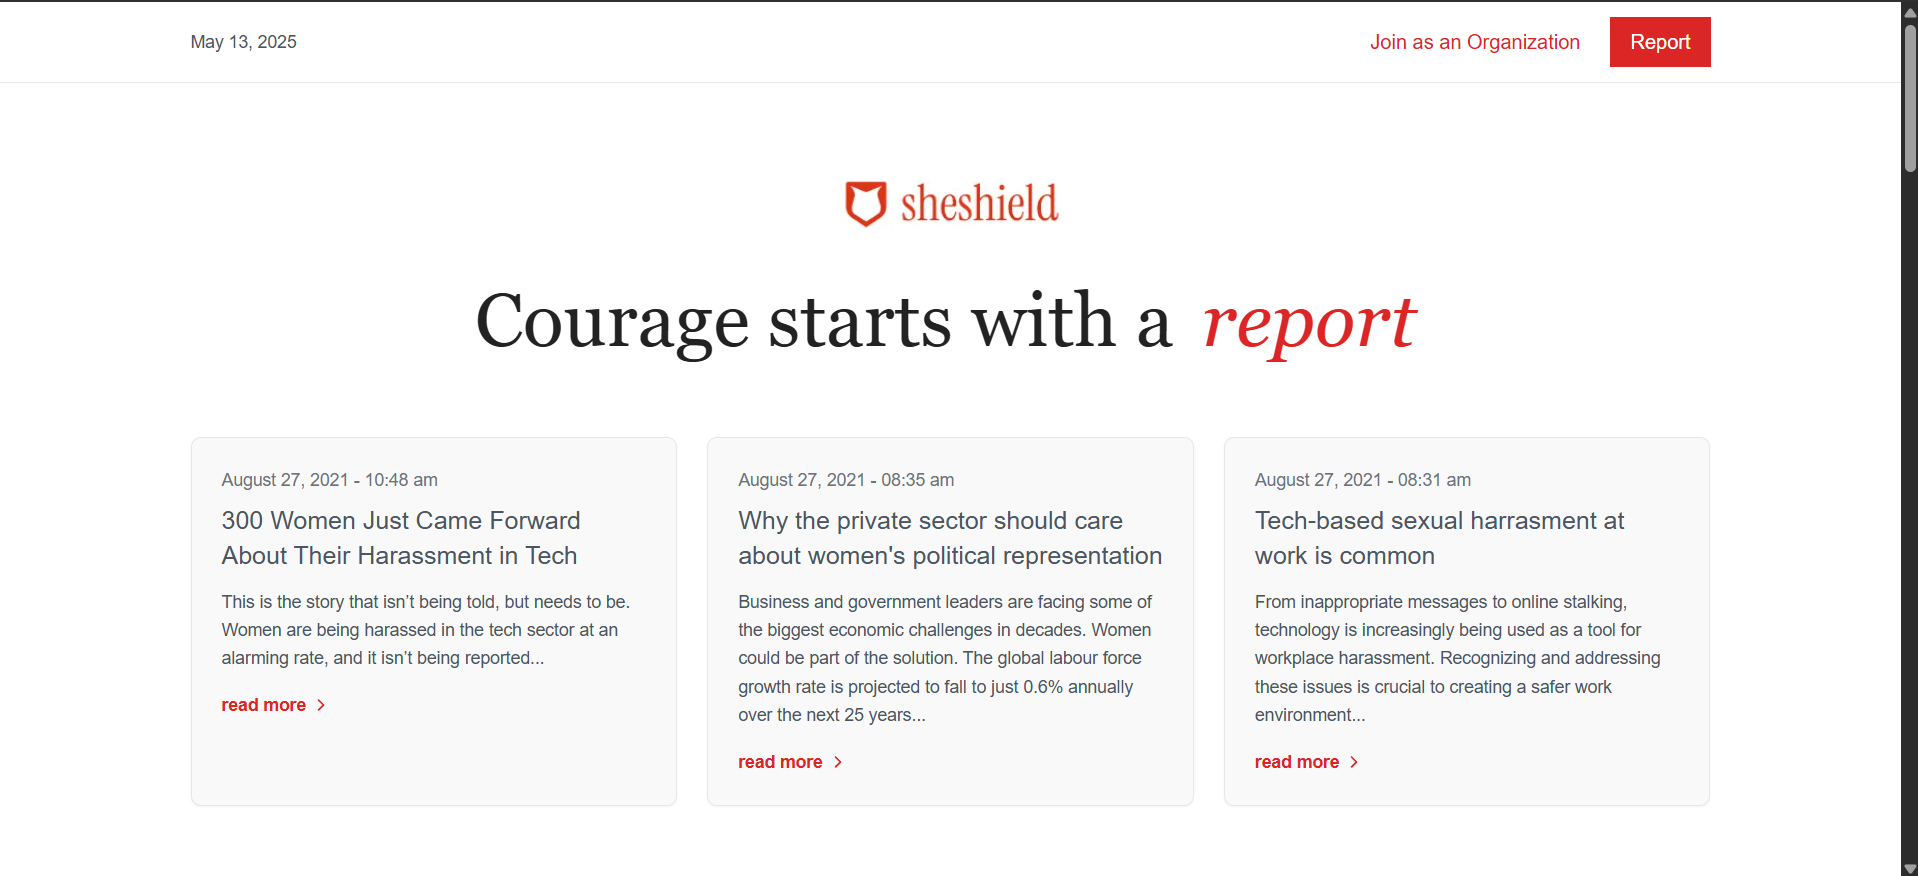 May 13, 2025
Join as an Organization
Report
sheshield
Courage starts with a report
August 27, 2021 - 10:48 am
300 Women Just Came Forward
About Their Harassment in Tech
This is the story that isn’t being told, but needs to be.
Women are being harassed in the tech sector at an
alarming rate, and it isn’t being reported...
read more
August 27, 2021 - 08:35 am
Why the private sector should care
about women's political representation
Business and government leaders are facing some of
the biggest economic challenges in decades. Women
could be part of the solution. The global labour force
growth rate is projected to fall to just 0.6% annually
over the next 25 years...
read more
August 27, 2021 - 08:31 am
Tech-based sexual harrasment at
work is common
From inappropriate messages to online stalking,
technology is increasingly being used as a tool for
workplace harassment. Recognizing and addressing
these issues is crucial to creating a safer work
environment...
read more